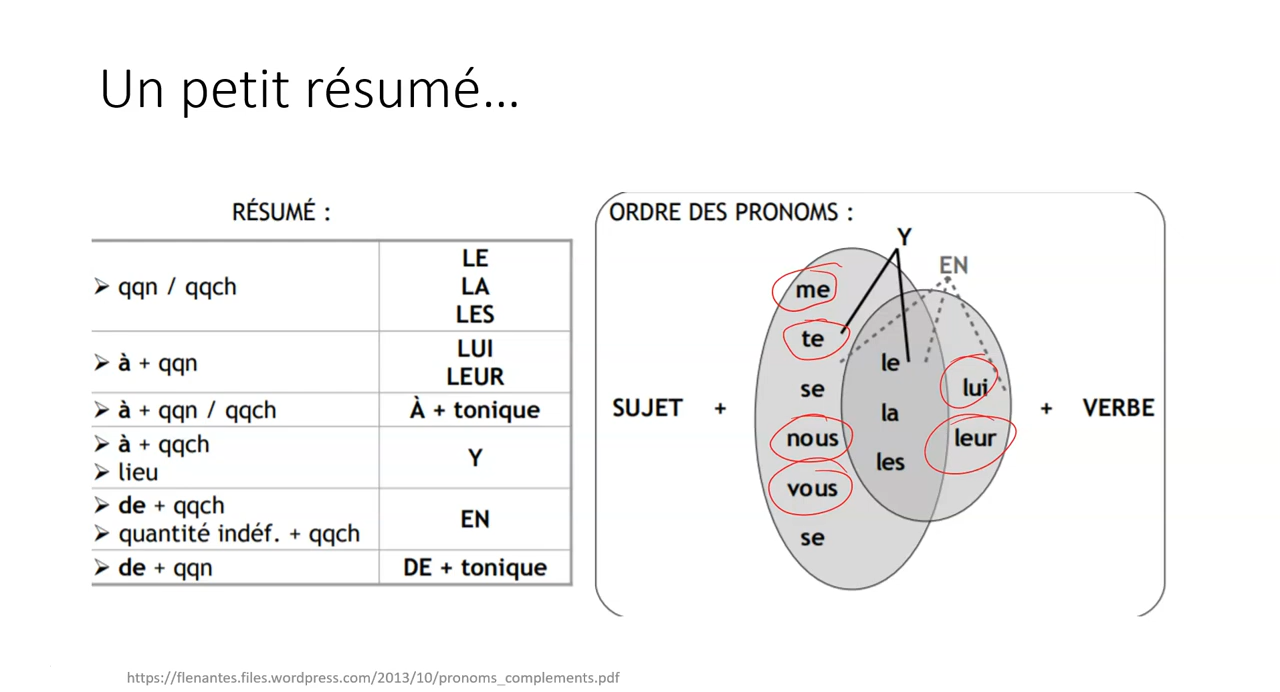 Un petit résumé...
RÉSUMÉ :
➢ qqn / qqch
LE
LA
LES
➢ à + qqn
LUI
LEUR
➢ à + qqn / qqch
À + tonique
➢ à + qqch
➢ lieu
Y
➢ de + qqch
➢ quantité indéf. + qqch
EN
➢ de + qqn
DE + tonique
ORDRE DES PRONOMS :
Y
EN
SUJET +
me
te
se
nous
vous
se
le
la
les
lui
leur
+ VERBE
https://flenantes.files.wordpress.com/2013/10/pronoms_complements.pdf